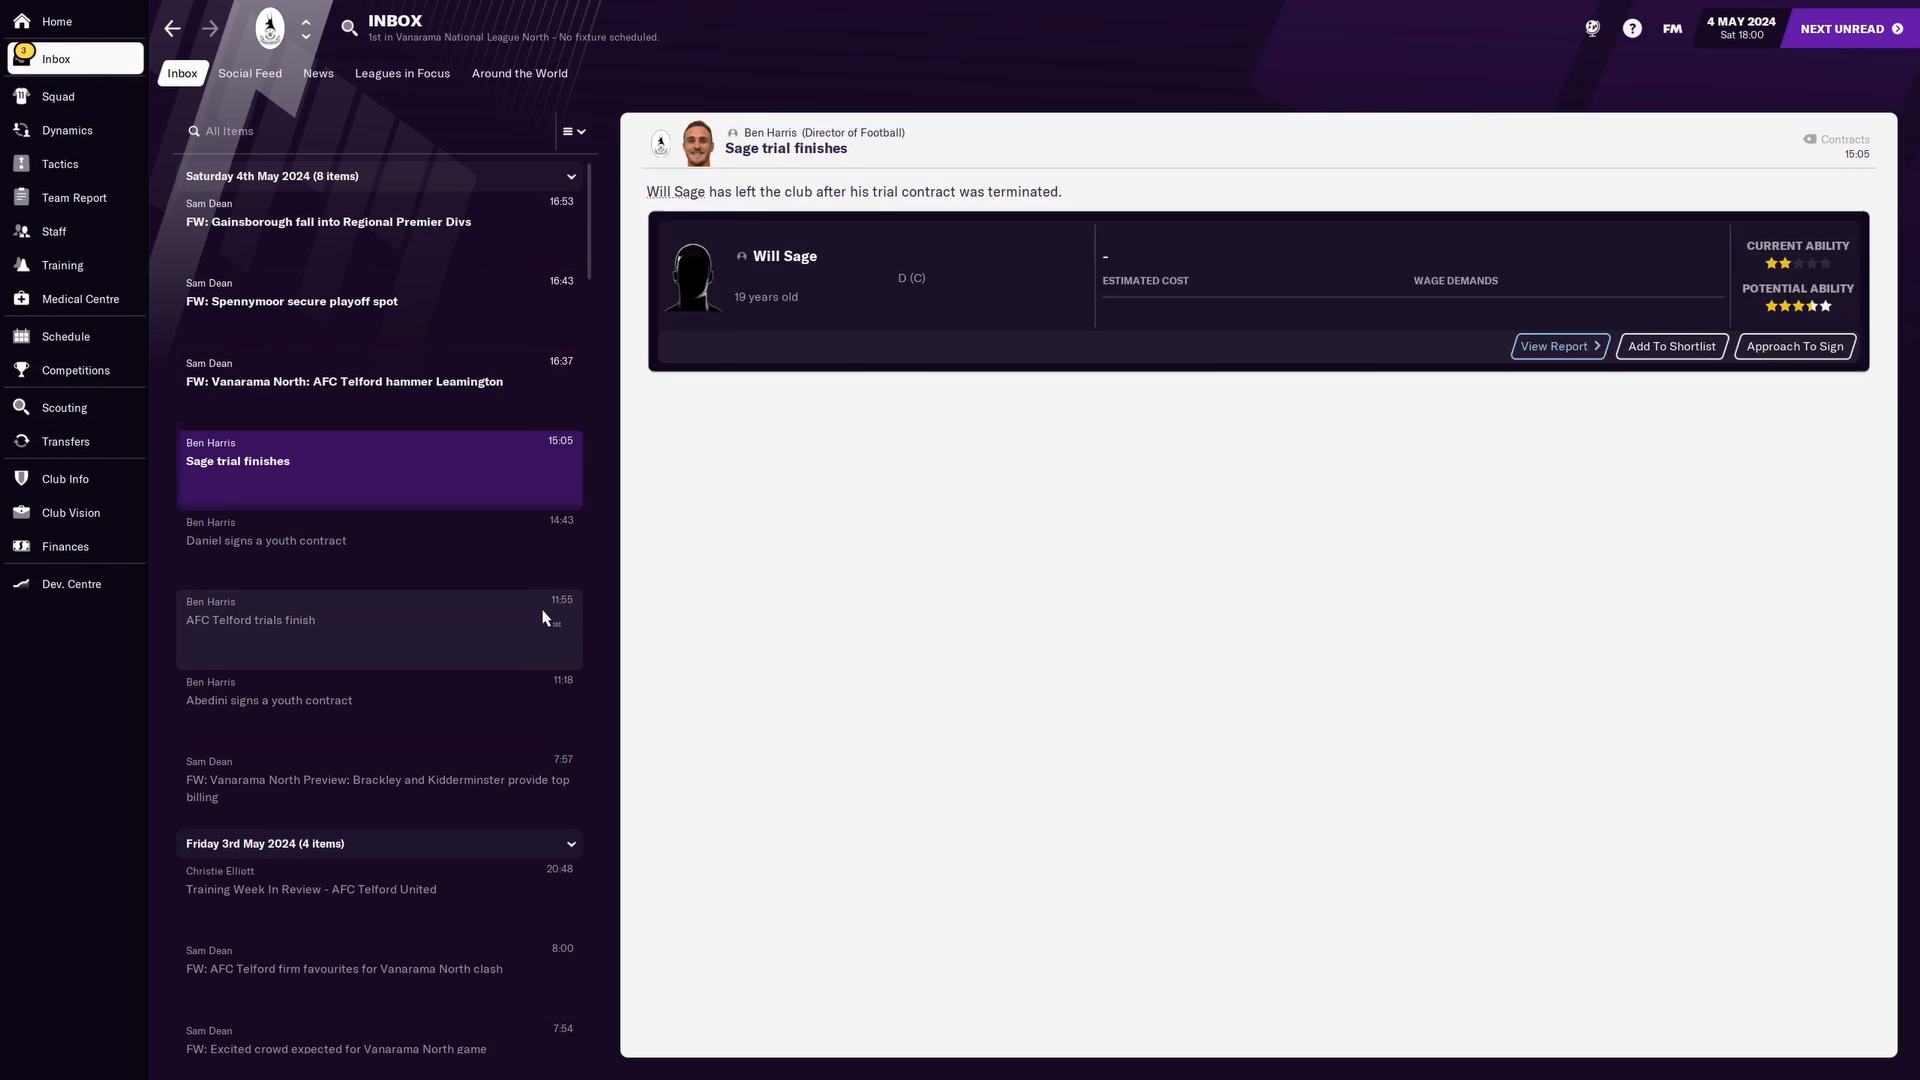 Home
3
Inbox
Squad
Dynamics
Tactics
Team Report
Staff
Training
Medical Centre
Schedule
Competitions
Scouting
Transfers
Club Info
Club Vision
Finances
Dev. Centre
INBOX
1st in Vanarama National League North - No fixture scheduled.
FM
4 MAY 2024
Sat 18:00
NEXT UNREAD
Inbox
Social Feed
News
Leagues in Focus
Around the World
All Items
Saturday 4th May 2024 (8 items)
Sam Dean 16:53
FW: Gainsborough fall into Regional Premier Divs
Sam Dean 16:43
FW: Spennymoor secure playoff spot
Sam Dean 16:37
FW: Vanarama North: AFC Telford hammer Leamington
Ben Harris 15:05
Sage trial finishes
Ben Harris 14:43
Daniel signs a youth contract
Ben Harris 11:55
AFC Telford trials finish
Ben Harris 11:18
Abedini signs a youth contract
Sam Dean 7:57
FW: Vanarama North Preview: Brackley and Kidderminster provide top
billing
Friday 3rd May 2024 (4 items)
Christie Elliott 20:48
Training Week In Review - AFC Telford United
Sam Dean 8:00
FW: AFC Telford firm favourites for Vanarama North clash
Sam Dean 7:54
FW: Excited crowd expected for Vanarama North game
Ben Harris (Director of Football)
Sage trial finishes
Contracts
15:05
Will Sage has left the club after his trial contract was terminated.
Will Sage
D (C)
19 years old
-
ESTIMATED COST
WAGE DEMANDS
CURRENT ABILITY
POTENTIAL ABILITY
View Report
Add To Shortlist
Approach To Sign